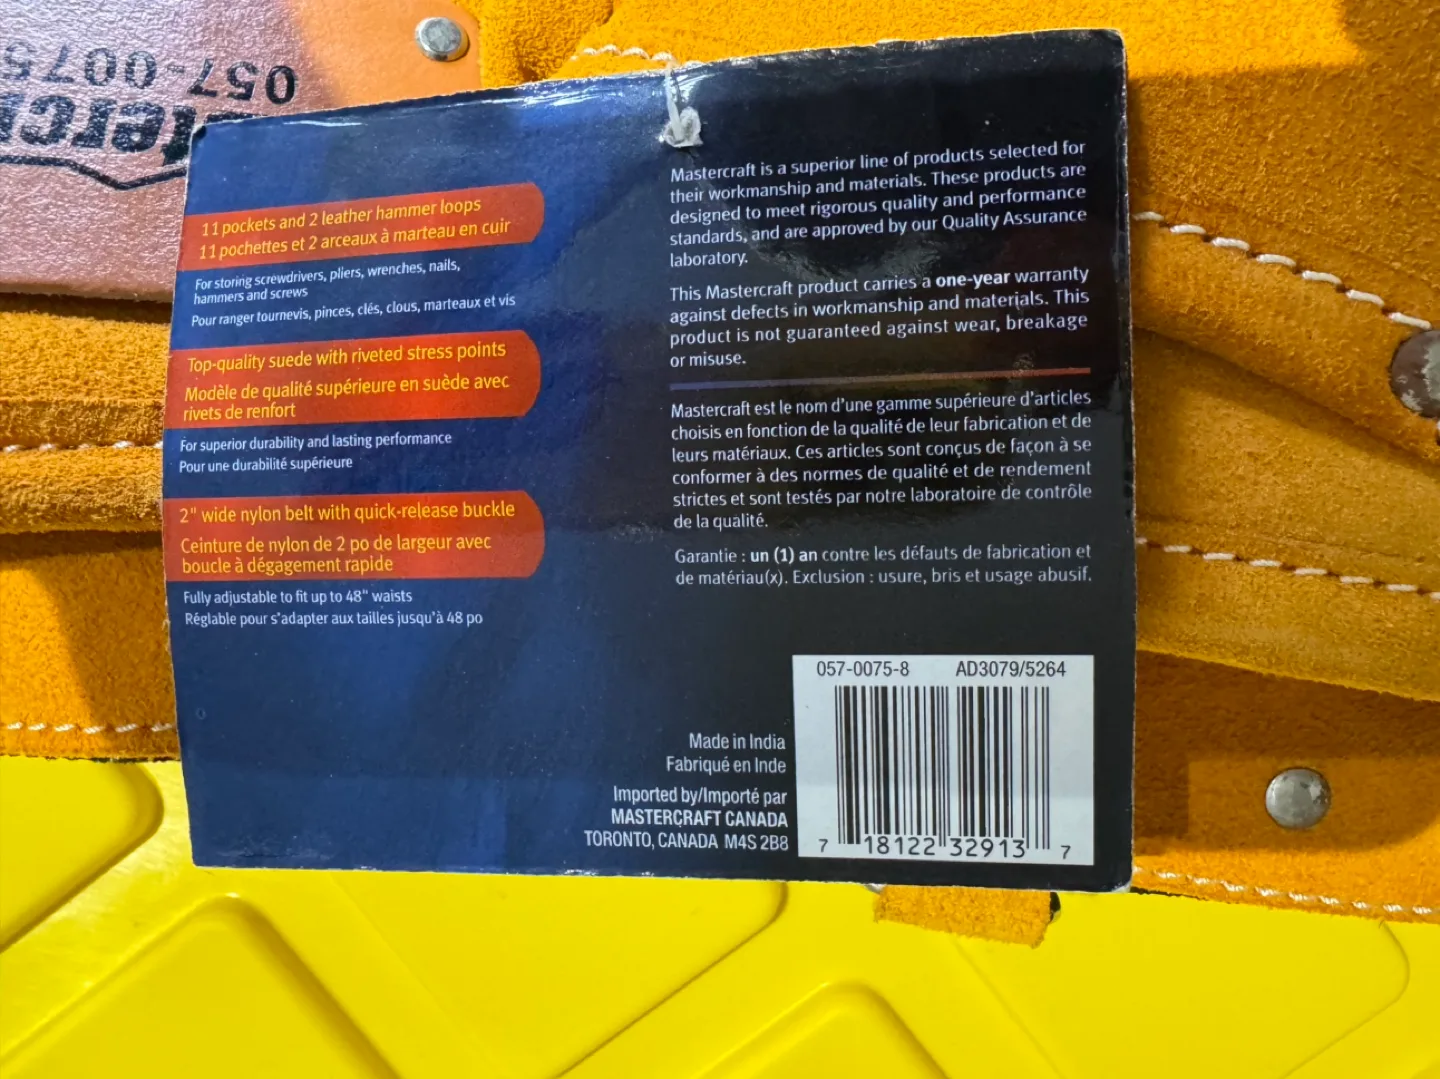 057-0075
11 pockets and 2 leather hammer loops
11 pochettes et 2 arceaux à marteau en cuir
For storing screwdrivers, pliers, wrenches, nails,
hammers and screws
Pour ranger tournevis, pinces, clés, clous, marteaux et vis
Top-quality suede with riveted stress points
Modèle de qualité supérieure en suède avec
rivets de renfort
For superior durability and lasting performance
Pour une durabilité supérieure
2" wide nylon belt with quick-release buckle
Ceinture de nylon de 2 po de largeur avec
boucle à dégagement rapide
Fully adjustable to fit up to 48" waists
Réglable pour s'adapter aux tailles jusqu'à 48 po
Mastercraft is a superior line of products selected for
their workmanship and materials. These products are
designed to meet rigorous quality and performance
standards, and are approved by our Quality Assurance
laboratory.
This Mastercraft product carries a one-year warranty
against defects in workmanship and materials. This
product is not guaranteed against wear, breakage
or misuse.
Mastercraft est le nom d'une gamme supérieure d'articles
choisis en fonction de la qualité de leur fabrication et de
leurs matériaux. Ces articles sont conçus de façon à se
conformer à des normes de qualité et de rendement
strictes et sont testés par notre laboratoire de contrôle
de la qualité.
Garantie : un (1) an contre les défauts de fabrication et
de matériau(x). Exclusion : usure, bris et usage abusif.
057-0075-8 AD3079/5264
Made in India
Fabriqué en Inde
Imported by/Importé par
MASTERCRAFT CANADA
TORONTO, CANADA M4S 2B8
7 18122 32913 7